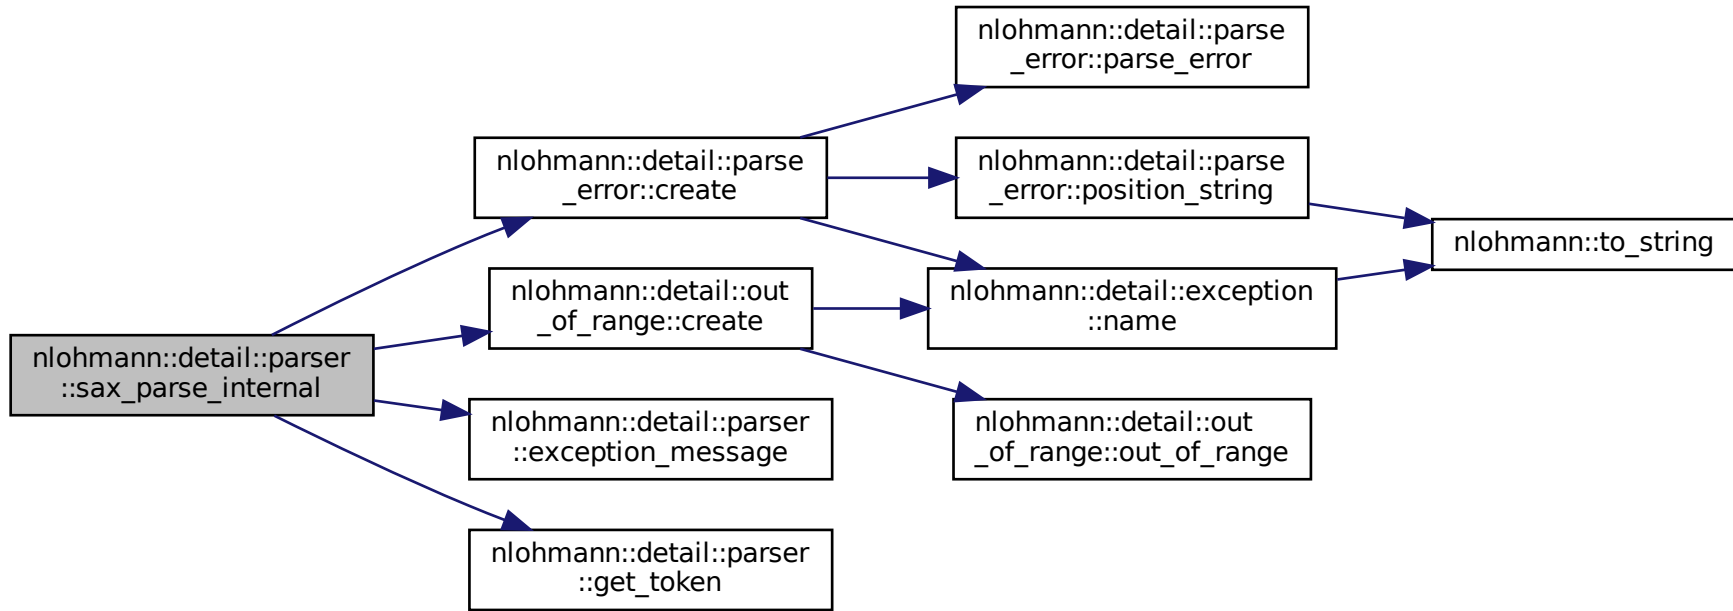 nlohmann::detail::parser
::sax_parse_internal
nlohmann::detail::parse
_error::create
nlohmann::detail::out
_of_range::create
nlohmann::detail::parser
::exception_message
nlohmann::detail::parser
::get_token
nlohmann::detail::parse
_error::parse_error
nlohmann::detail::parse
_error::position_string
nlohmann::detail::exception
::name
nlohmann::detail::out
_of_range::out_of_range
nlohmann::to_string